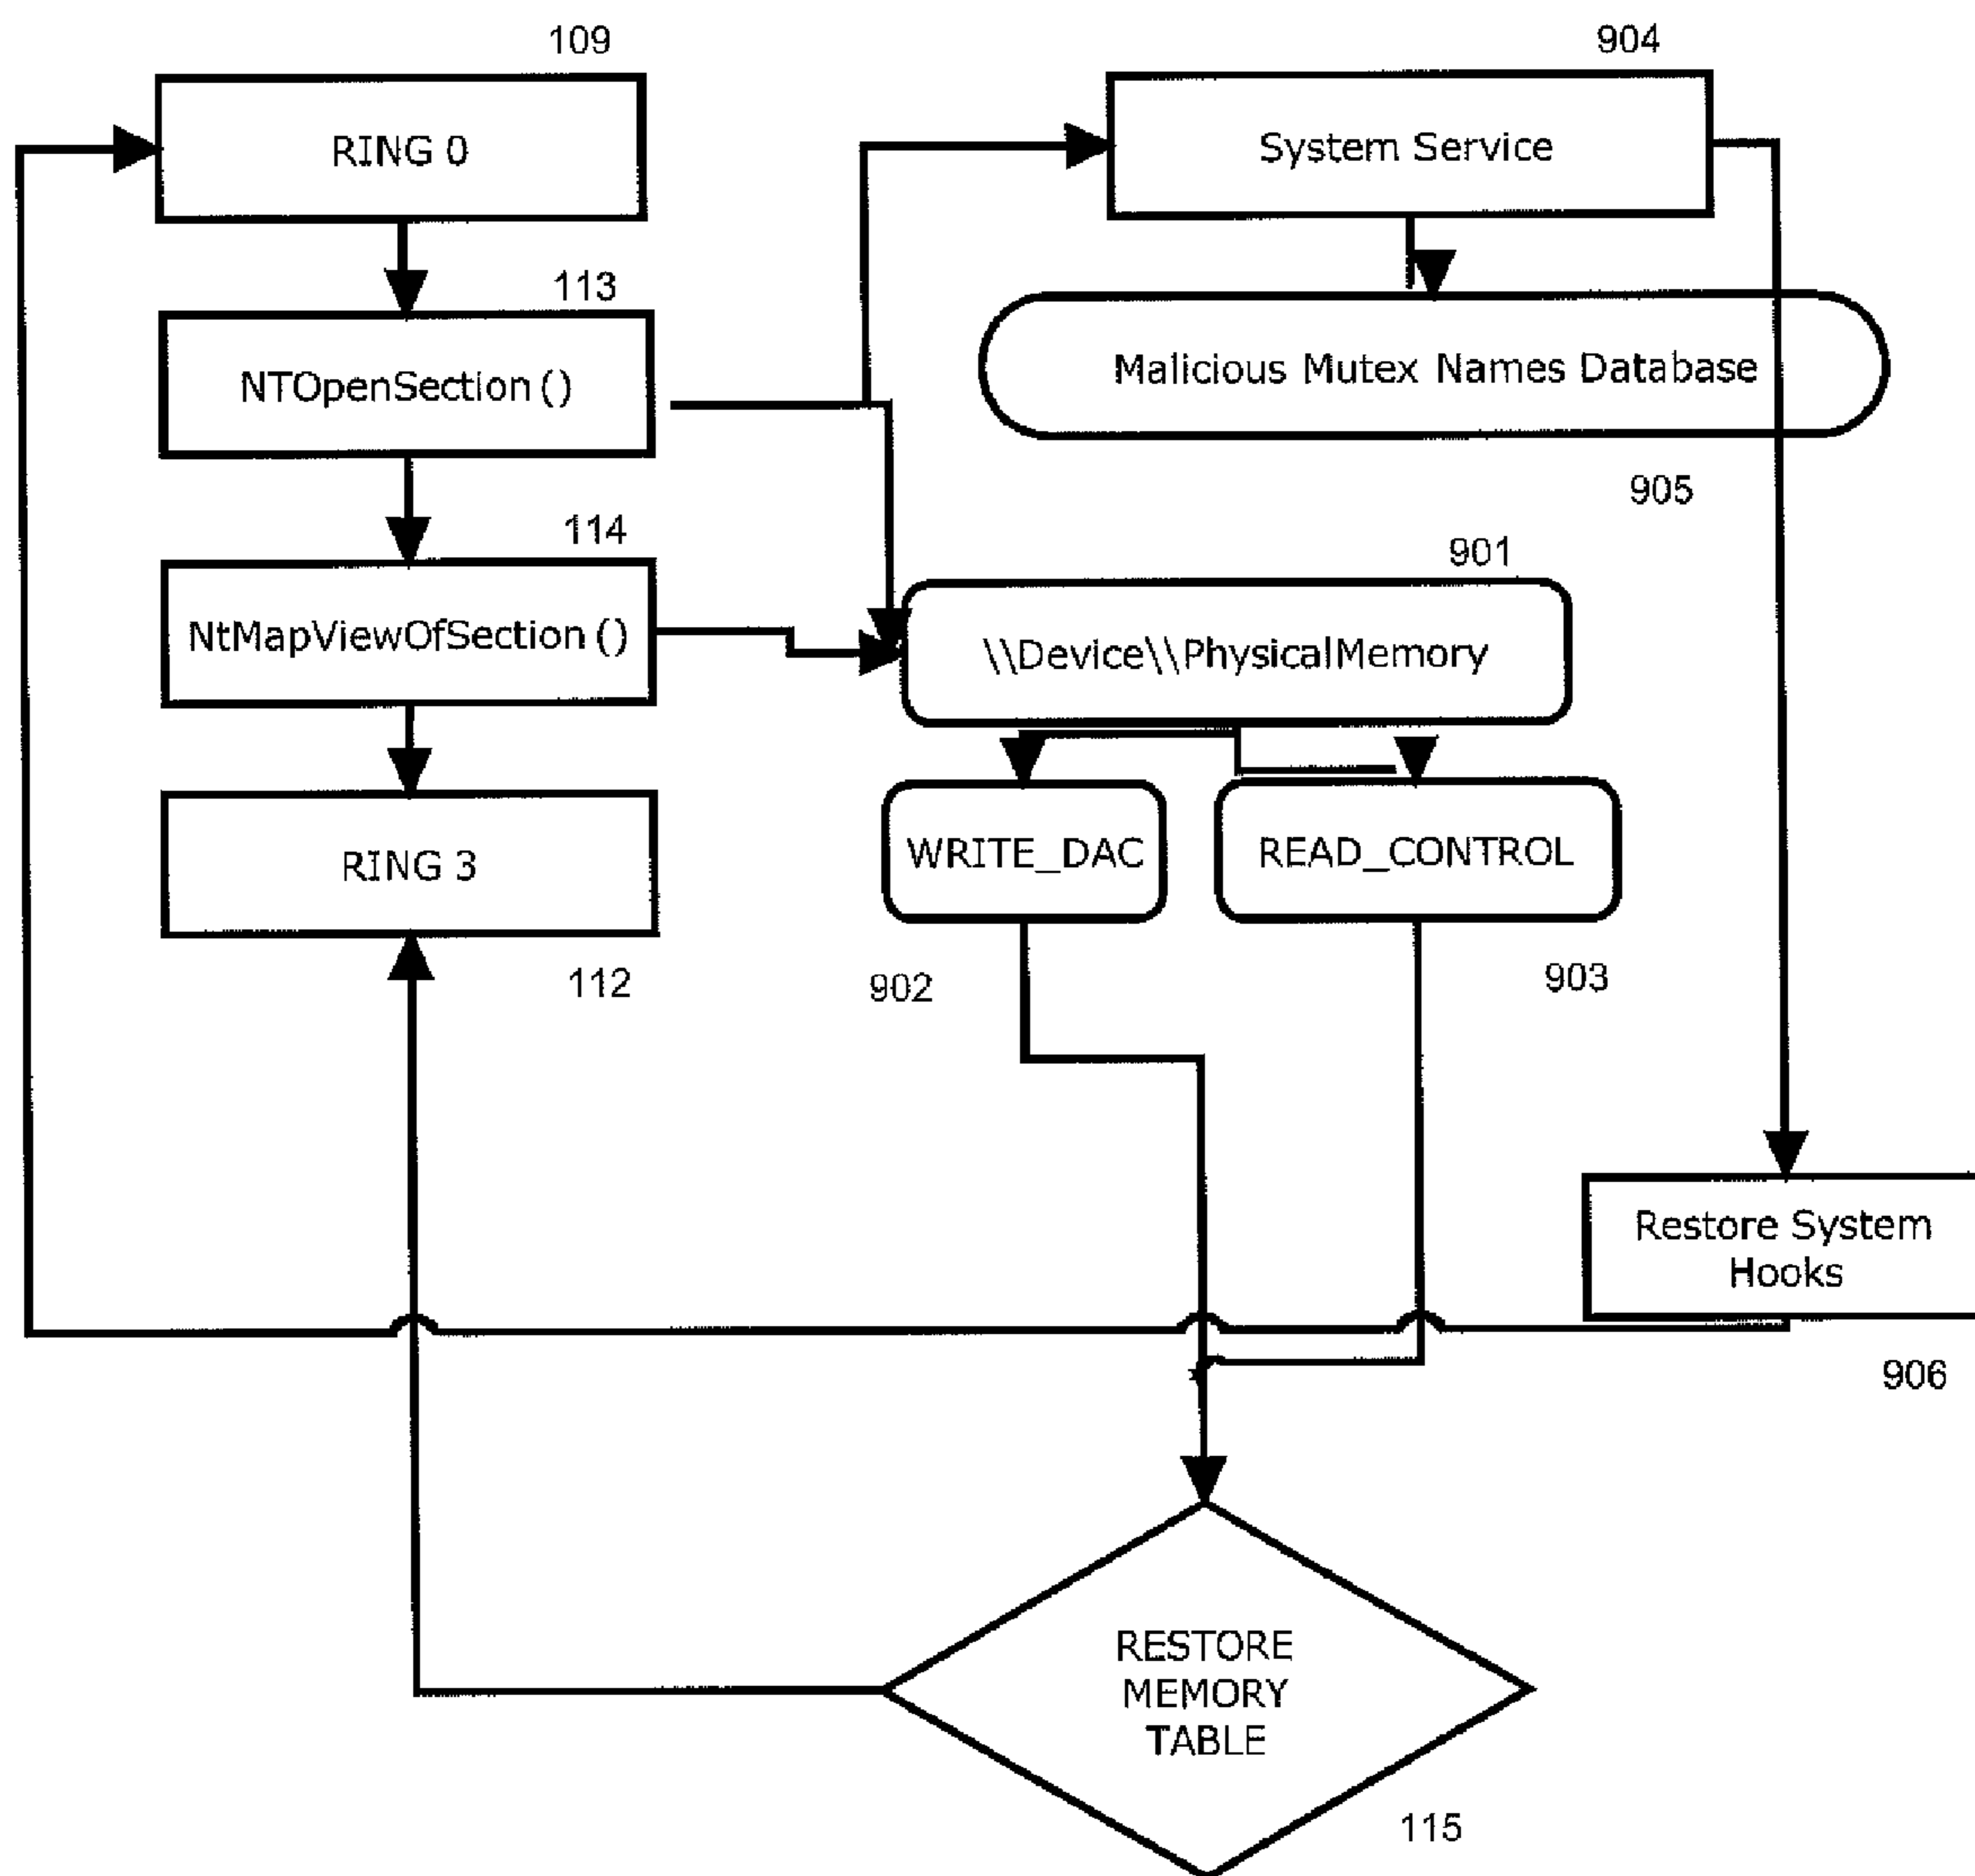 109
RING 0
904
System Service
113
NTOpenSection ()
Malicious Mutex Names Database
905
114
NtMapViewOfSection ()
901
\\Device\\PhysicalMemory
RING 3
112
WRITE_DAC
902
READ_CONTROL
903
Restore System
Hooks
906
RESTORE
MEMORY
TABLE
115